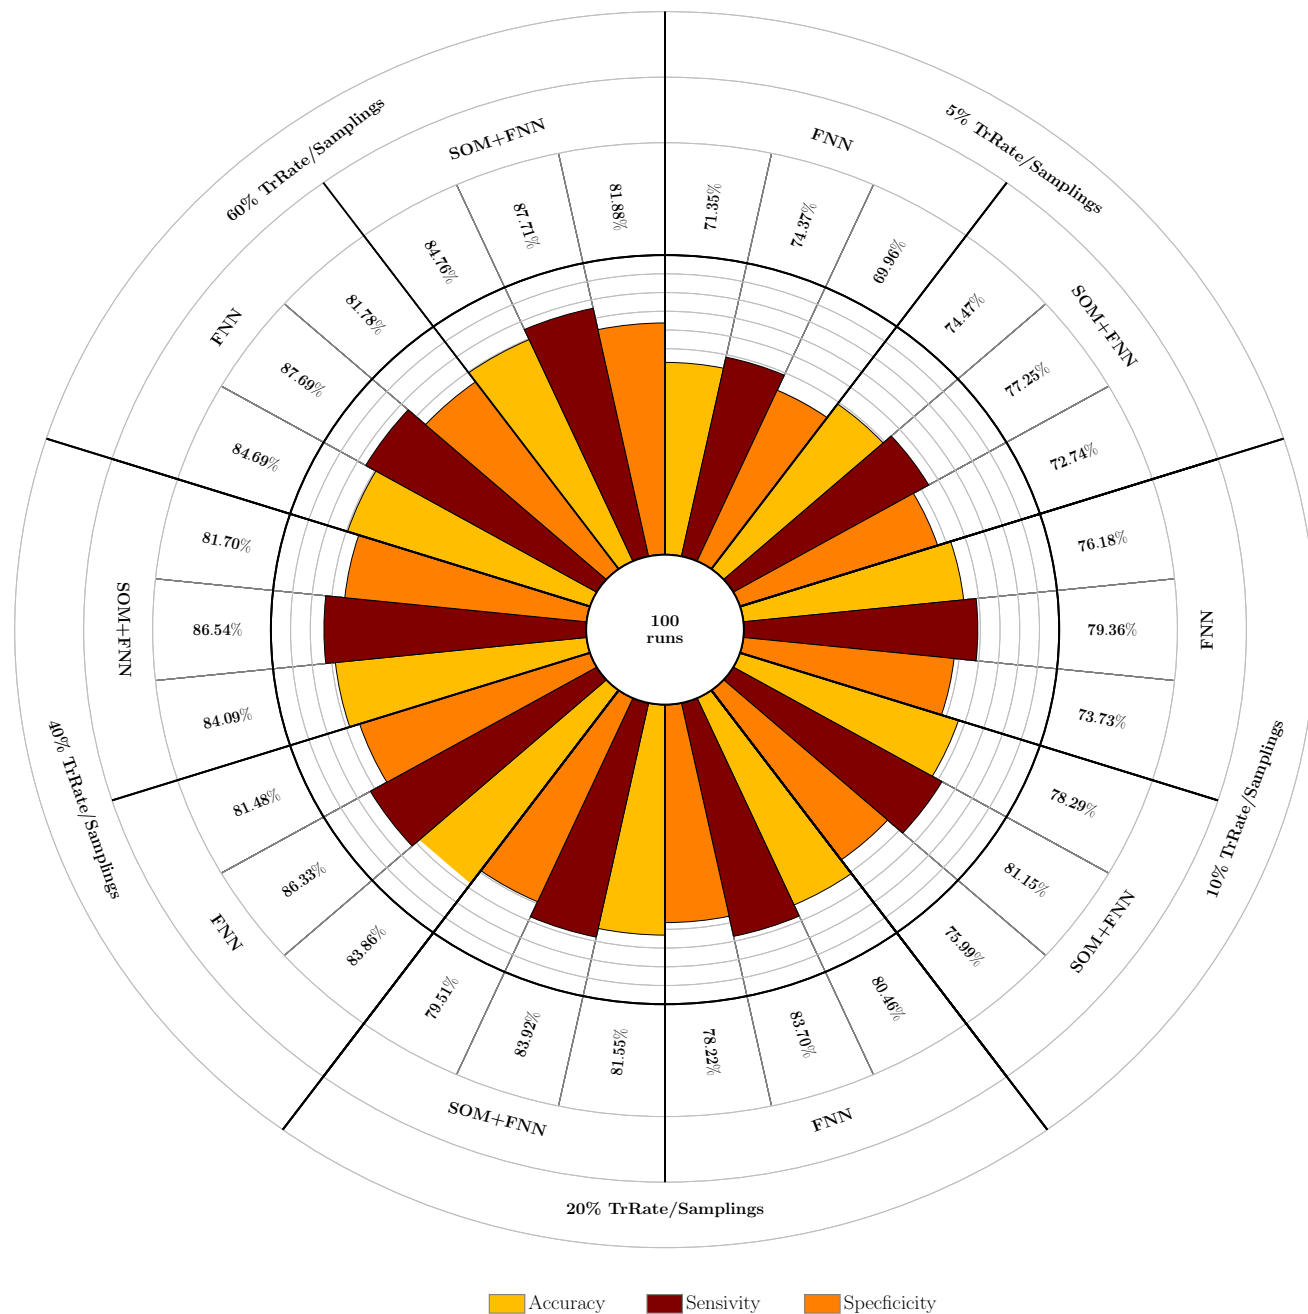 5% TrRate/Samplings
FNN
71.35%
74.37%
69.96%
SOM+FNN
74.47%
77.25%
72.74%
10% TrRate/Samplings
FNN
76.18%
79.36%
73.73%
SOM+FNN
78.29%
81.15%
75.99%
20% TrRate/Samplings
FNN
80.46%
83.70%
78.22%
SOM+FNN
81.55%
83.92%
79.51%
40% TrRate/Samplings
FNN
83.86%
86.33%
81.48%
SOM+FNN
84.09%
86.54%
81.70%
60% TrRate/Samplings
FNN
84.69%
87.69%
81.78%
SOM+FNN
84.76%
87.71%
81.88%
100
runs
Accuracy
Sensivity
Specficicity